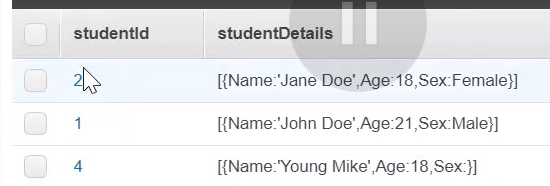 studentId studentDetails
2 [{Name:'Jane Doe',Age:18,Sex:Female}]
1 [{Name:'John Doe',Age:21,Sex:Male}]
4 [{Name:'Young Mike',Age:18,Sex:}]